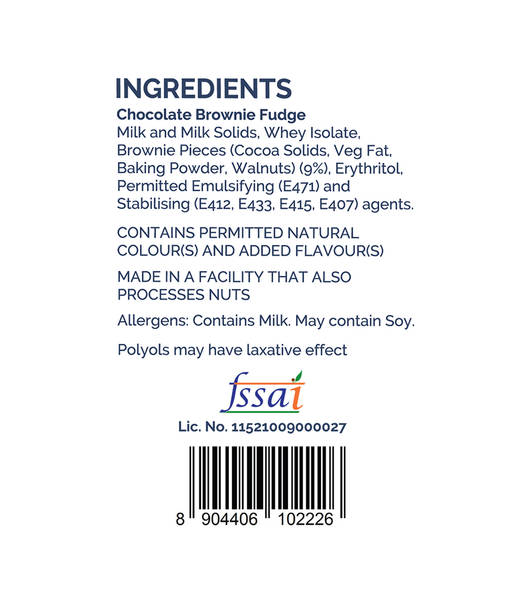 INGREDIENTS
Chocolate Brownie Fudge
Milk and Milk Solids, Whey Isolate,
Brownie Pieces (Cocoa Solids, Veg Fat,
Baking Powder, Walnuts) (9%), Erythritol,
Permitted Emulsifying (E471) and
Stabilising (E412, E433, E415, E407) agents.
CONTAINS PERMITTED NATURAL
COLOUR(S) AND ADDED FLAVOUR(S)
MADE IN A FACILITY THAT ALSO
PROCESSES NUTS
Allergens: Contains Milk. May contain Soy.
Polyols may have laxative effect
fssai
Lic. No. 11521009000027
8 904406 102226